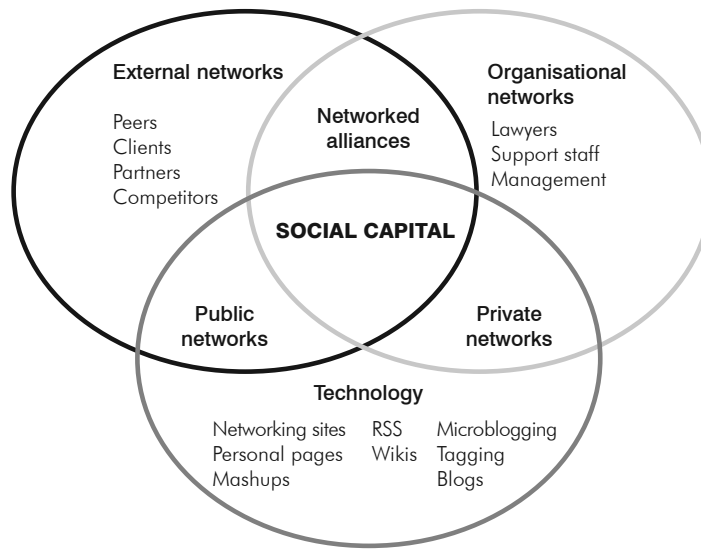 External networks
Peers
Clients
Partners
Competitors
Networked
alliances
Organisational
networks
Lawyers
Support staff
Management
SOCIAL CAPITAL
Public
networks
Private
networks
Technology
Networking sites
Personal pages
Mashups
RSS
Wikis
Microblogging
Tagging
Blogs